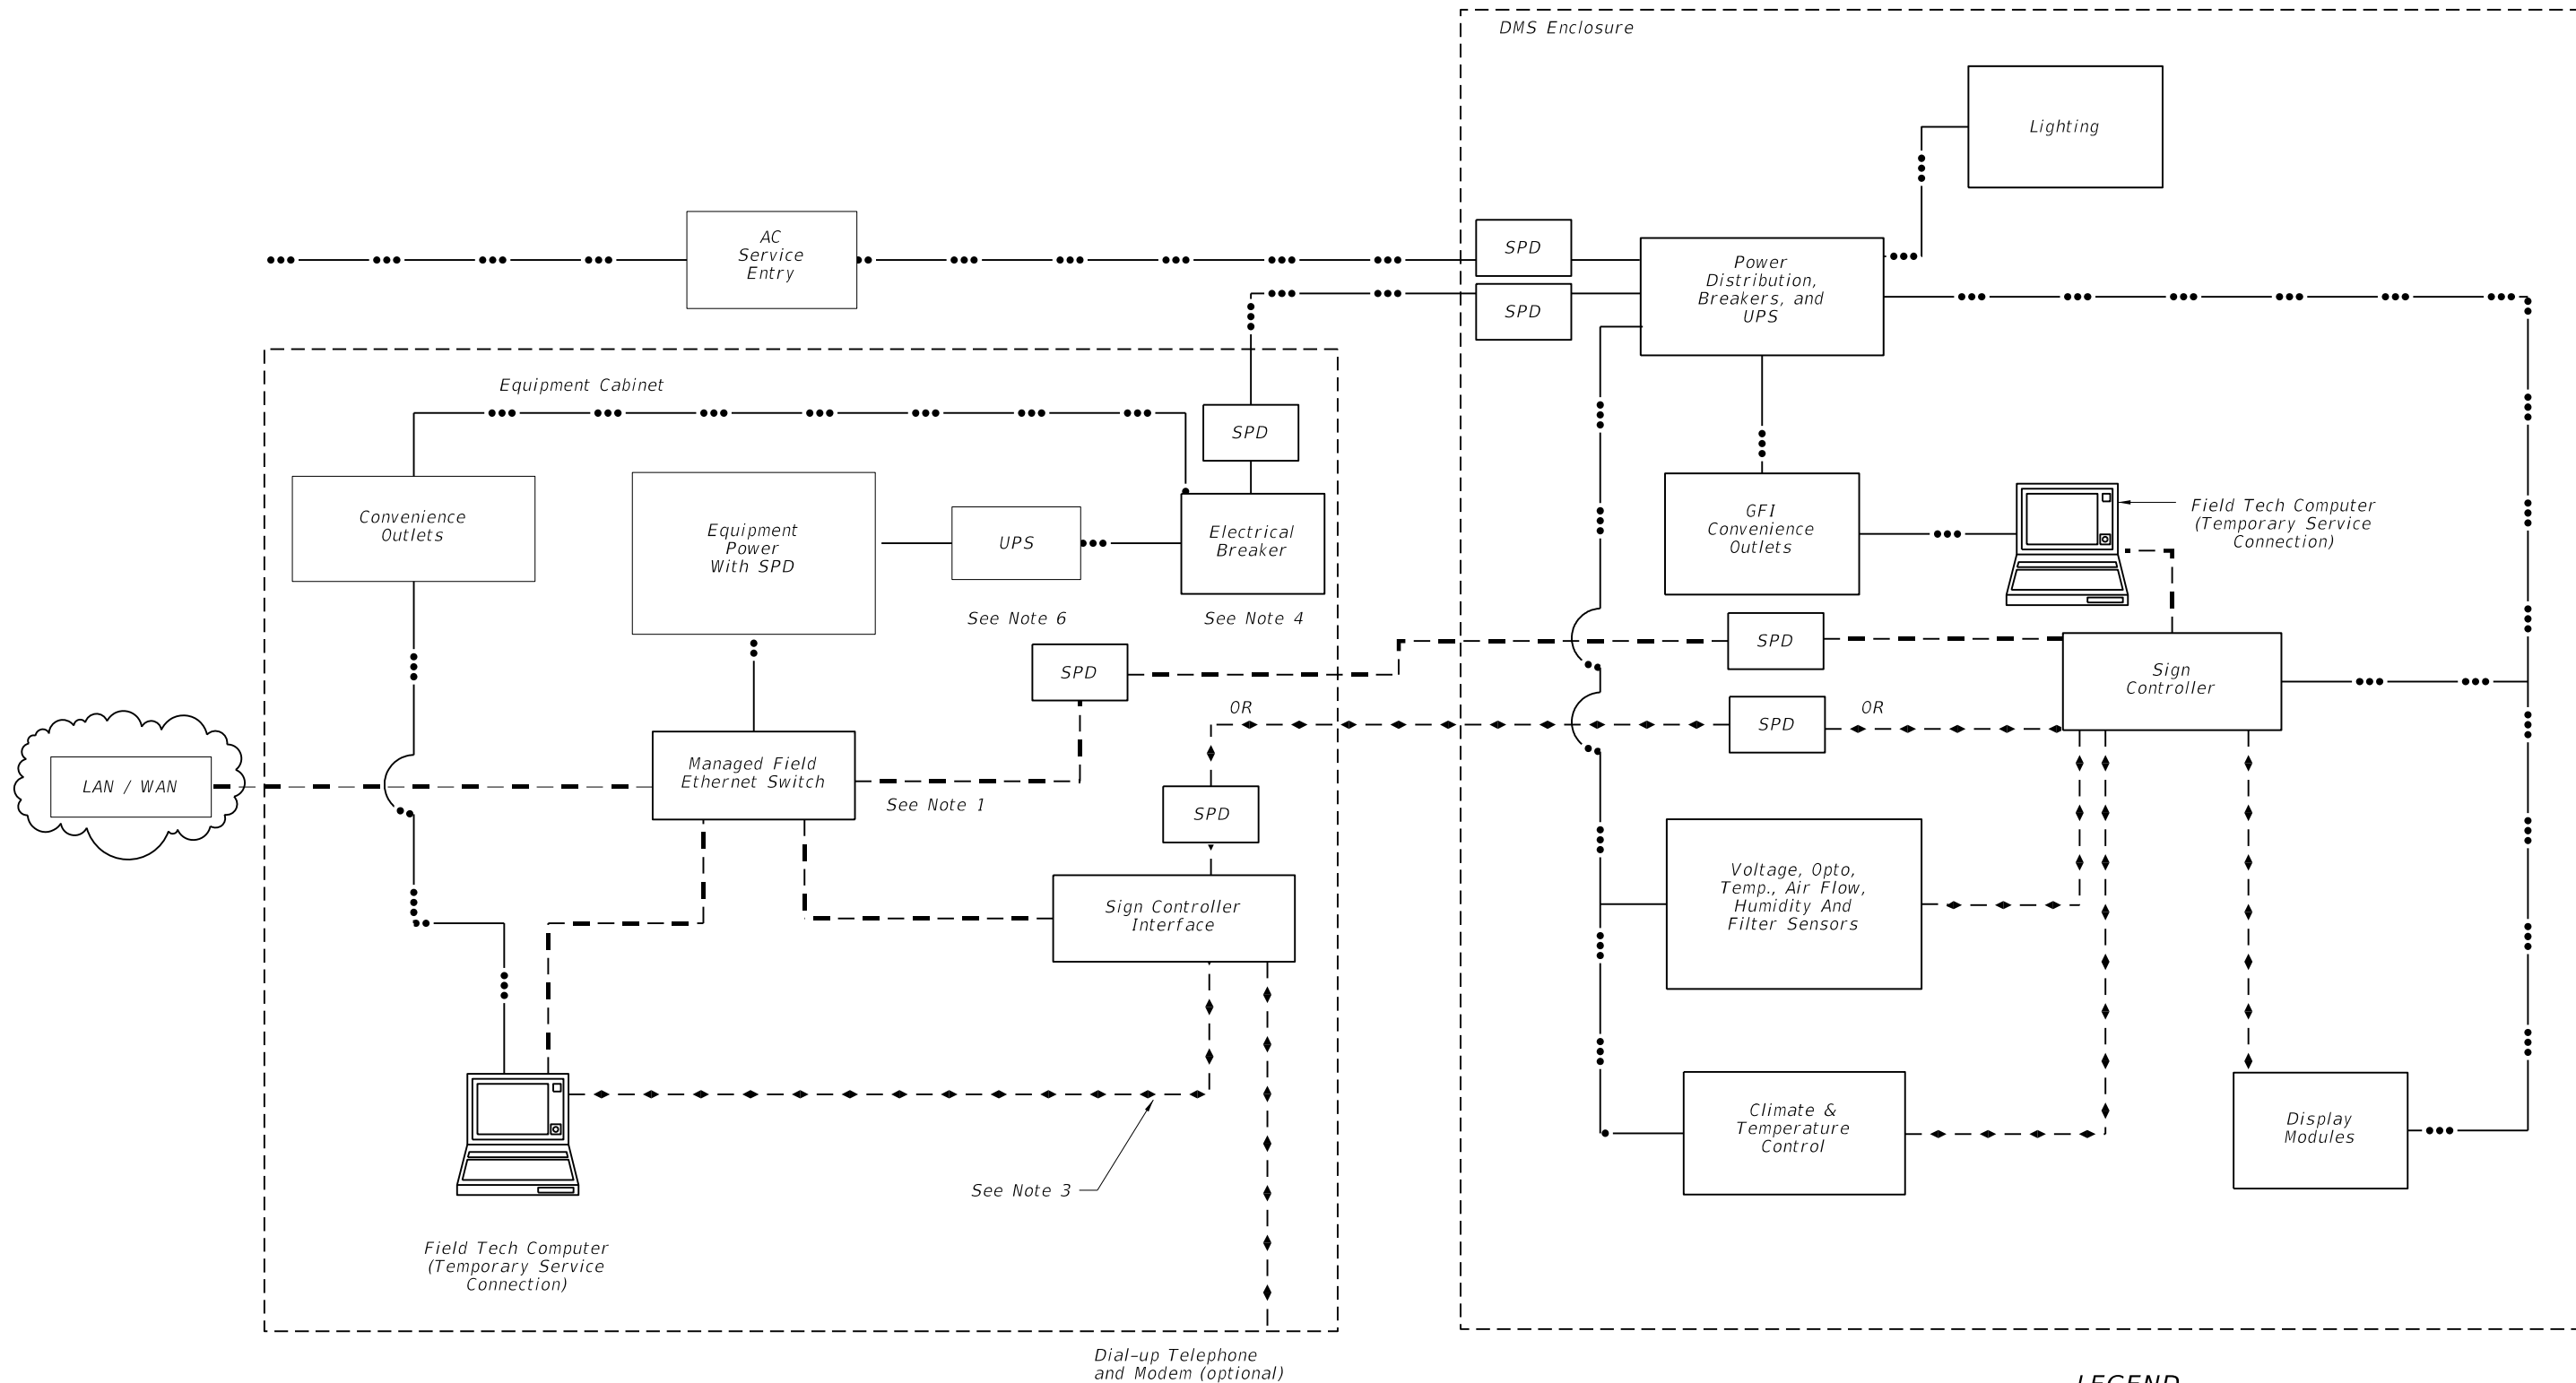 DMS Enclosure
Lighting
AC
Service
Entry
SPD
SPD
Power
Distribution,
Breakers, and
UPS
Equipment Cabinet
SPD
Convenience
Outlets
Equipment
Power
With SPD
UPS
Electrical
Breaker
See Note 6
See Note 4
GFI
Convenience
Outlets
Field Tech Computer
(Temporary Service
Connection)
SPD
SPD
Sign
Controller
OR
SPD
OR
LAN / WAN
Managed Field
Ethernet Switch
See Note 1
SPD
Sign Controller
Interface
Voltage, Opto,
Temp., Air Flow,
Humidity And
Filter Sensors
Climate &
Temperature
Control
Display
Modules
See Note 3
Field Tech Computer
(Temporary Service
Connection)
Dial-up Telephone
and Modem (optional)
LEGEND